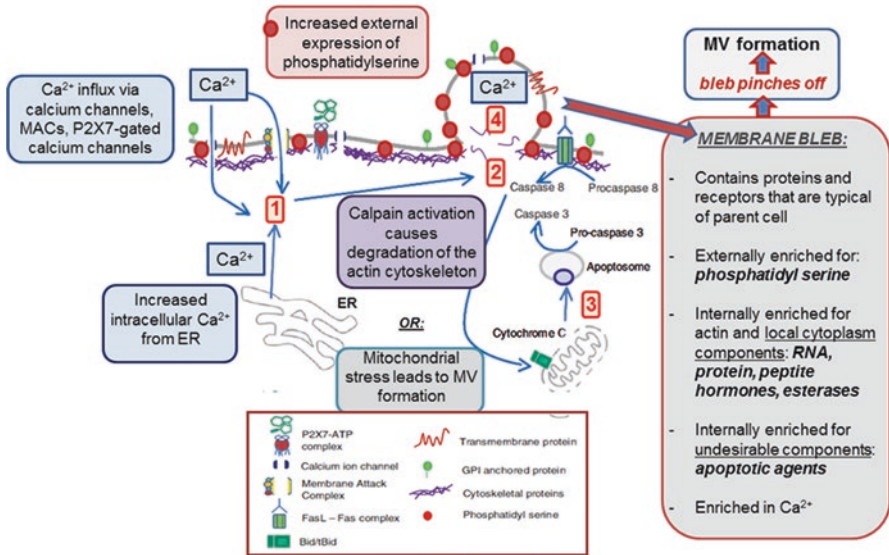 Increased external
expression of
phosphatidylserine
MV formation
bleb pinches off
Ca²⁺ influx via
calcium channels,
MACs, P2X7-gated
calcium channels
Ca²⁺
Ca²⁺
4
2
1
Caspase 8
Procaspase 8
Caspase 3
Pro-caspase 3
Apoptosome
3
Cytochrome C
Calpain activation
causes
degradation of the
actin cytoskeleton
Ca²⁺
Increased
intracellular Ca²⁺
from ER
ER
OR:
Mitochondrial
stress leads to MV
formation
MEMBRANE BLEB:
- Contains proteins and
receptors that are typical
of parent cell
- Externally enriched for:
phosphatidyl serine
- Internally enriched for
actin and local cytoplasm
components: RNA,
protein, peptite
hormones, esterases
- Internally enriched for
undesirable components:
apoptotic agents
- Enriched in Ca²⁺
P2X7-ATP
complex
Calcium ion channel
Membrane Attack
Complex
FasL – Fas complex
Bid/tBid
Transmembrane protein
GPI anchored protein
Cytoskeletal proteins
Phosphatidyl serine